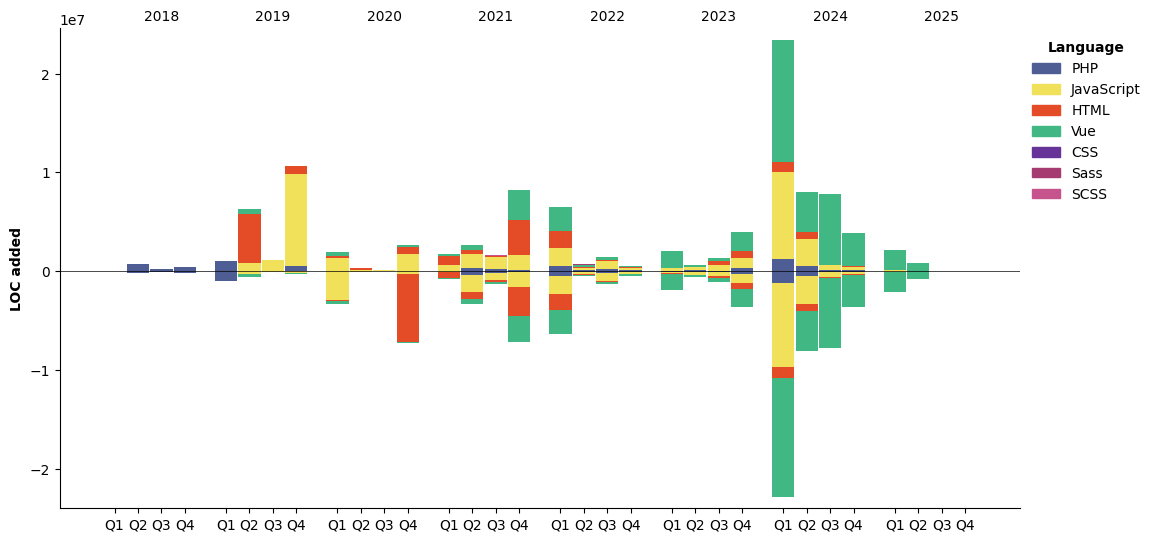 1e7
2018 2019 2020 2021 2022 2023 2024 2025
Language
PHP
JavaScript
HTML
Vue
CSS
Sass
SCSS
2
1
0
−1
−2
LOC added
Q1 Q2 Q3 Q4 Q1 Q2 Q3 Q4 Q1 Q2 Q3 Q4 Q1 Q2 Q3 Q4 Q1 Q2 Q3 Q4 Q1 Q2 Q3 Q4 Q1 Q2 Q3 Q4 Q1 Q2 Q3 Q4